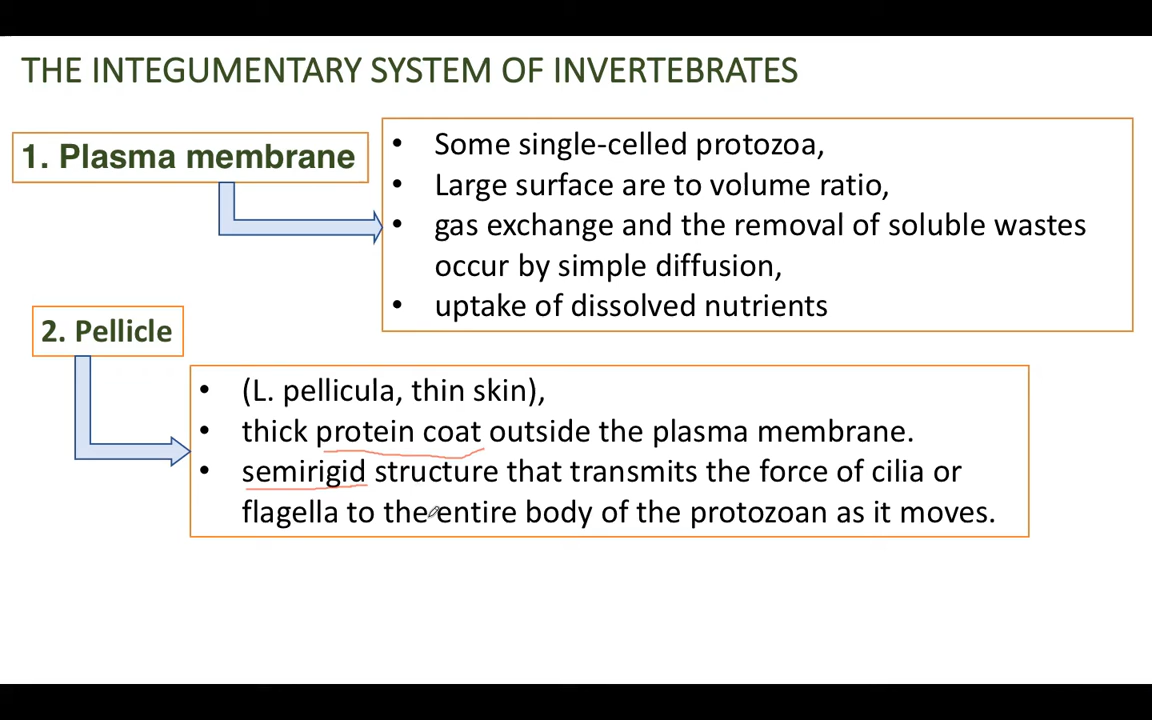 THE INTEGUMENTARY SYSTEM OF INVERTEBRATES
1. Plasma membrane
• Some single-celled protozoa,
• Large surface are to volume ratio,
• gas exchange and the removal of soluble wastes
occur by simple diffusion,
• uptake of dissolved nutrients
2. Pellicle
• (L. pellicula, thin skin),
• thick protein coat outside the plasma membrane.
• semirigid structure that transmits the force of cilia or
flagella to the entire body of the protozoan as it moves.